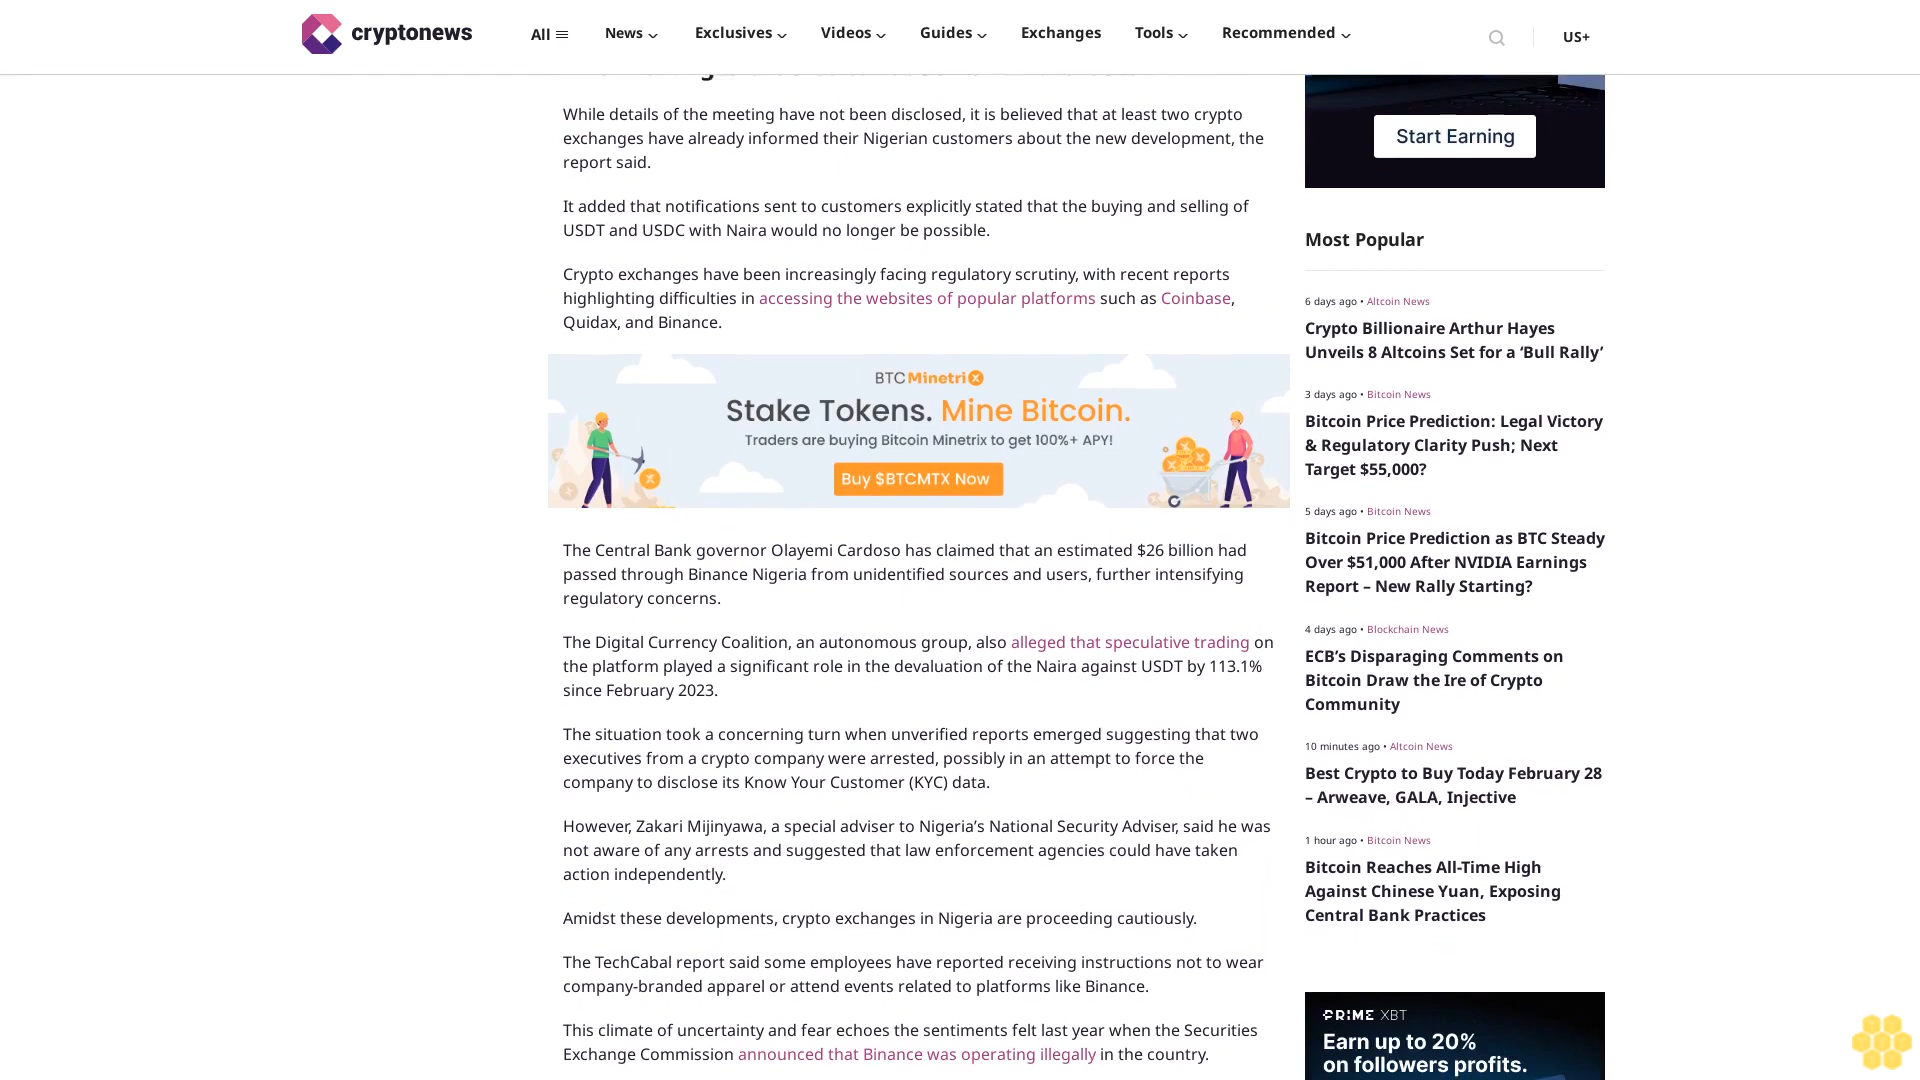 cryptonews
All
News
Exclusives
Videos
Guides
Exchanges
Tools
Recommended
US+
While details of the meeting have not been disclosed, it is believed that at least two crypto
exchanges have already informed their Nigerian customers about the new development, the
report said.
It added that notifications sent to customers explicitly stated that the buying and selling of
USDT and USDC with Naira would no longer be possible.
Crypto exchanges have been increasingly facing regulatory scrutiny, with recent reports
highlighting difficulties in accessing the websites of popular platforms such as Coinbase,
Quidax, and Binance.
BTC Minetrix
Stake Tokens. Mine Bitcoin.
Traders are buying Bitcoin Minetrix to get 100%+ APY!
Buy $BTCMTX Now
The Central Bank governor Olayemi Cardoso has claimed that an estimated $26 billion had
passed through Binance Nigeria from unidentified sources and users, further intensifying
regulatory concerns.
The Digital Currency Coalition, an autonomous group, also alleged that speculative trading on
the platform played a significant role in the devaluation of the Naira against USDT by 113.1%
since February 2023.
The situation took a concerning turn when unverified reports emerged suggesting that two
executives from a crypto company were arrested, possibly in an attempt to force the
company to disclose its Know Your Customer (KYC) data.
However, Zakari Mijinyawa, a special adviser to Nigeria’s National Security Adviser, said he was
not aware of any arrests and suggested that law enforcement agencies could have taken
action independently.
Amidst these developments, crypto exchanges in Nigeria are proceeding cautiously.
The TechCabal report said some employees have reported receiving instructions not to wear
company-branded apparel or attend events related to platforms like Binance.
This climate of uncertainty and fear echoes the sentiments felt last year when the Securities
Exchange Commission announced that Binance was operating illegally in the country.
Start Earning
Most Popular
6 days ago • Altcoin News
Crypto Billionaire Arthur Hayes
Unveils 8 Altcoins Set for a ‘Bull Rally’
3 days ago • Bitcoin News
Bitcoin Price Prediction: Legal Victory
& Regulatory Clarity Push; Next
Target $55,000?
5 days ago • Bitcoin News
Bitcoin Price Prediction as BTC Steady
Over $51,000 After NVIDIA Earnings
Report – New Rally Starting?
4 days ago • Blockchain News
ECB’s Disparaging Comments on
Bitcoin Draw the Ire of Crypto
Community
10 minutes ago • Altcoin News
Best Crypto to Buy Today February 28
– Arweave, GALA, Injective
1 hour ago • Bitcoin News
Bitcoin Reaches All-Time High
Against Chinese Yuan, Exposing
Central Bank Practices
PRIME XBT
Earn up to 20%
on followers profits.